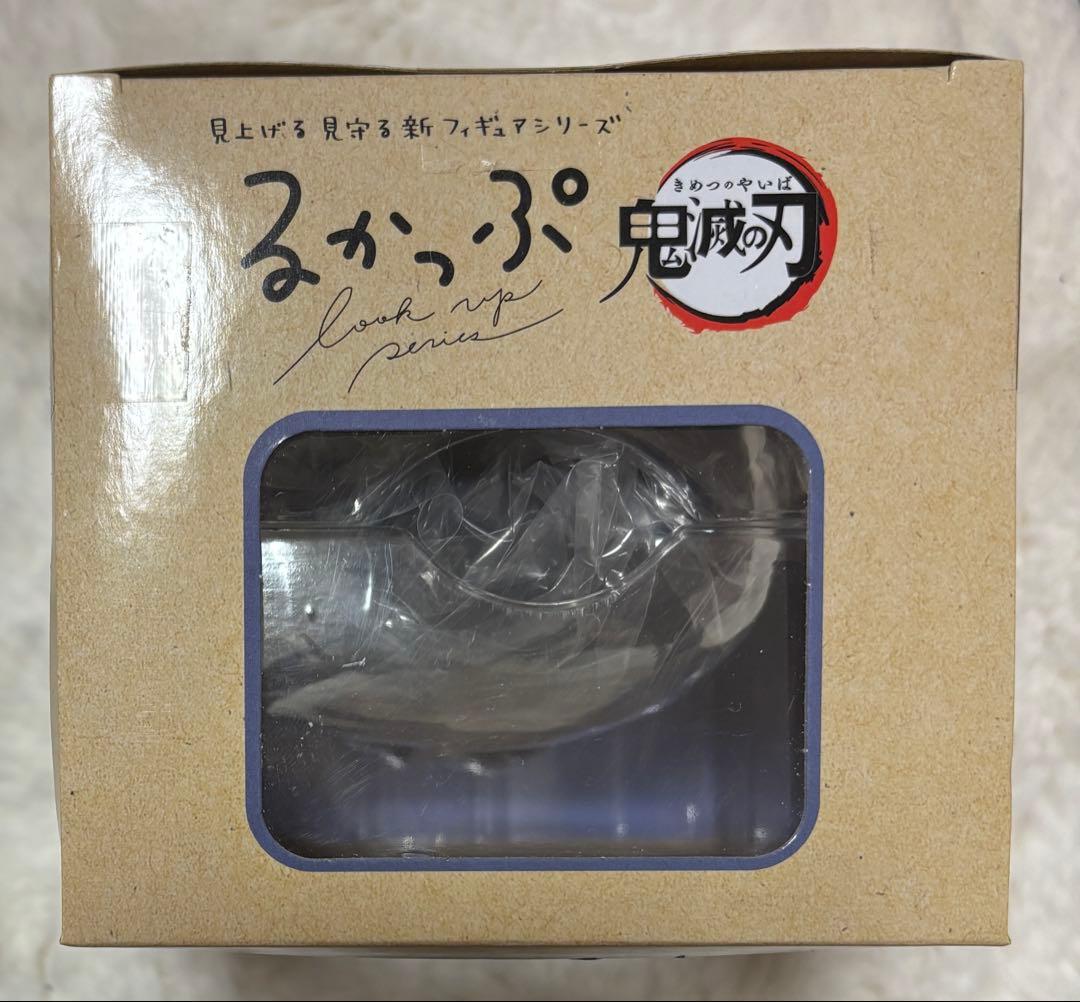 見上げる 見守る 新 フィギュアシリーズ
るかっぷ
look up
series
きめつのやいば
鬼滅の刃